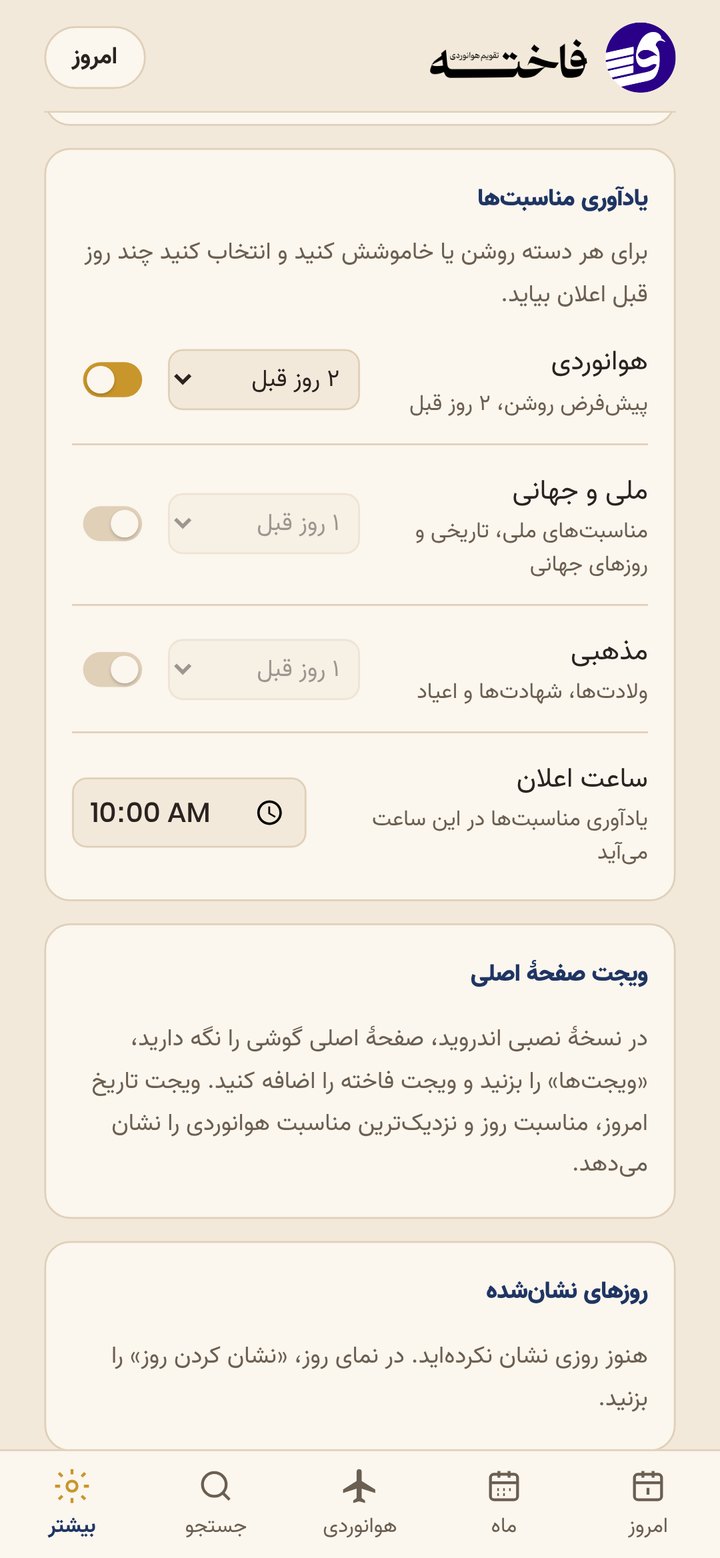 فاخته
تقویم هوانوردی
امروز
یادآوری مناسبت‌ها
برای هر دسته روشن یا خاموشش کنید و انتخاب کنید چند روز
قبل اعلان بیاید.
هوانوردی
پیش‌فرض روشن، ۲ روز قبل
۲ روز قبل
ملی و جهانی
مناسبت‌های ملی، تاریخی و
روزهای جهانی
۱ روز قبل
مذهبی
ولادت‌ها، شهادت‌ها و اعیاد
۱ روز قبل
ساعت اعلان
یادآوری مناسبت‌ها در این ساعت
می‌آید
10:00 AM
ویجت صفحهٔ اصلی
در نسخهٔ نصبی اندروید، صفحهٔ اصلی گوشی را نگه دارید،
«ویجت‌ها» را بزنید و ویجت فاخته را اضافه کنید. ویجت تاریخ
امروز، مناسبت روز و نزدیک‌ترین مناسبت هوانوردی را نشان
می‌دهد.
روزهای نشان‌شده
هنوز روزی نشان نکرده‌اید. در نمای روز، «نشان کردن روز» را
بزنید.
امروز
ماه
هوانوردی
جستجو
بیشتر